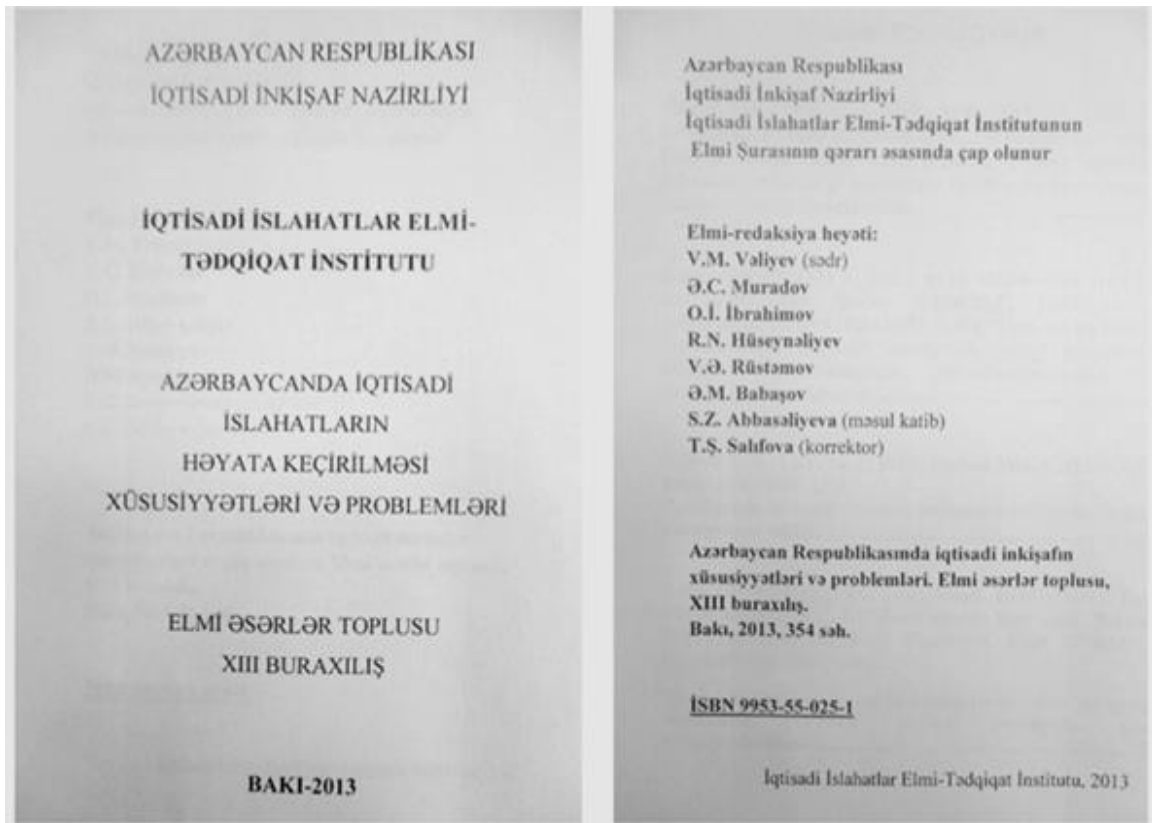 AZƏRBAYCAN RESPUBLİKASI
İQTİSADİ İNKİŞAF NAZİRLİYİ
İQTİSADİ İSLAHATLAR ELMİ-
TƏDQİQAT İNSTİTUTU
AZƏRBAYCANDA İQTİSADİ
İSLAHATLARIN
HƏYATA KEÇİRİLMƏSİ
XÜSUSİYYƏTLƏRİ VƏ PROBLEMLƏRİ
ELMİ ƏSƏRLƏR TOPLUSU
XIII BURAXILIŞ
BAKI-2013
Azərbaycan Respublikası
İqtisadi İnkişaf Nazirliyi
İqtisadi İslahatlar Elmi-Tədqiqat İnstitutunun
Elmi Şurasının qərarı əsasında çap olunur
Elmi-redaksiya heyəti:
V.M. Vəliyev (sədr)
Ə.C. Muradov
O.İ. İbrahimov
R.N. Hüseynəliyev
V.Ə. Rüstəmov
Ə.M. Babaşov
S.Z. Abbasəliyeva (məsul katib)
T.Ş. Salıfova (korrektor)
Azərbaycan Respublikasında iqtisadi inkişafın
xüsusiyyətləri və problemləri. Elmi əsərlər toplusu,
XIII buraxılış.
Bakı, 2013, 354 səh.
İSBN 9953-55-025-1
İqtisadi İslahatlar Elmi-Tədqiqat İnstitutu, 2013